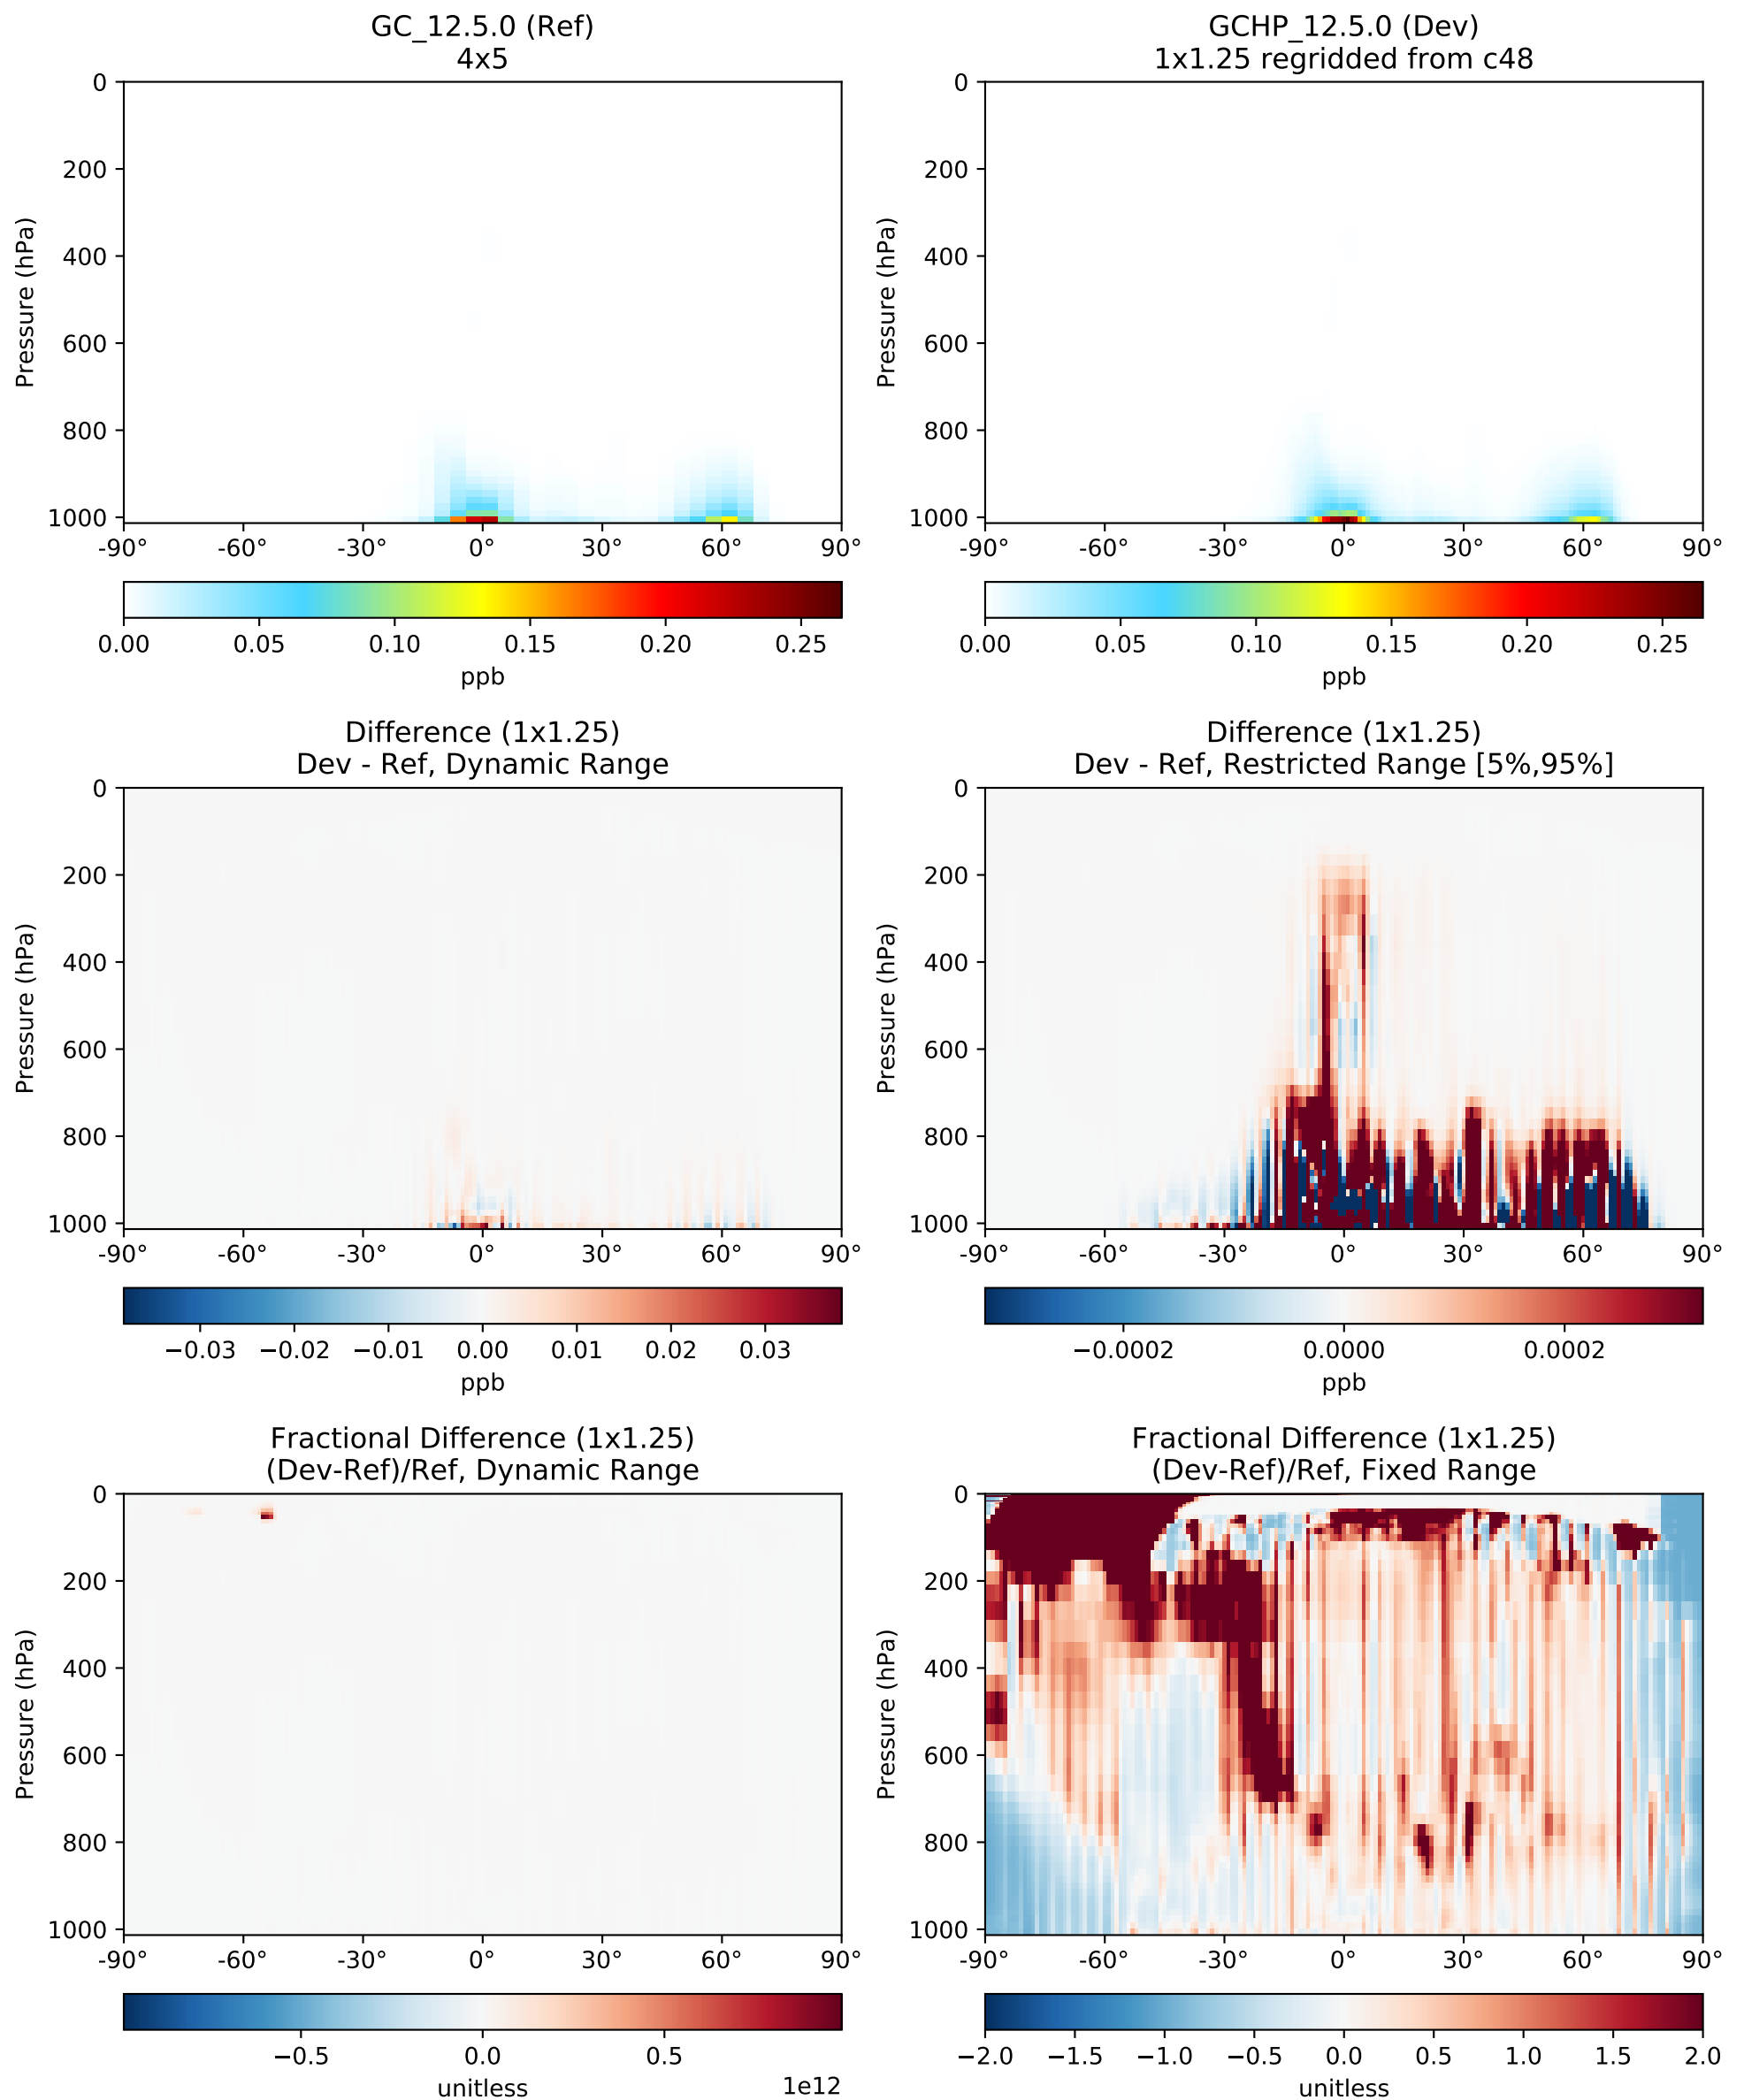 GC_12.5.0 (Ref)
4x5
0
200
400
600
800
1000
Pressure (hPa)
-90° -60° -30° 0° 30° 60° 90°
0.00 0.05 0.10 0.15 0.20 0.25
ppb
GCHP_12.5.0 (Dev)
1x1.25 regridded from c48
0
200
400
600
800
1000
Pressure (hPa)
-90° -60° -30° 0° 30° 60° 90°
0.00 0.05 0.10 0.15 0.20 0.25
ppb
Difference (1x1.25)
Dev - Ref, Dynamic Range
0
200
400
600
800
1000
Pressure (hPa)
-90° -60° -30° 0° 30° 60° 90°
−0.03 −0.02 −0.01 0.00 0.01 0.02 0.03
ppb
Difference (1x1.25)
Dev - Ref, Restricted Range [5%,95%]
0
200
400
600
800
1000
Pressure (hPa)
-90° -60° -30° 0° 30° 60° 90°
−0.0002 0.0000 0.0002
ppb
Fractional Difference (1x1.25)
(Dev-Ref)/Ref, Dynamic Range
0
200
400
600
800
1000
Pressure (hPa)
-90° -60° -30° 0° 30° 60° 90°
−0.5 0.0 0.5
unitless 1e12
Fractional Difference (1x1.25)
(Dev-Ref)/Ref, Fixed Range
0
200
400
600
800
1000
Pressure (hPa)
-90° -60° -30° 0° 30° 60° 90°
−2.0 −1.5 −1.0 −0.5 0.0 0.5 1.0 1.5 2.0
unitless